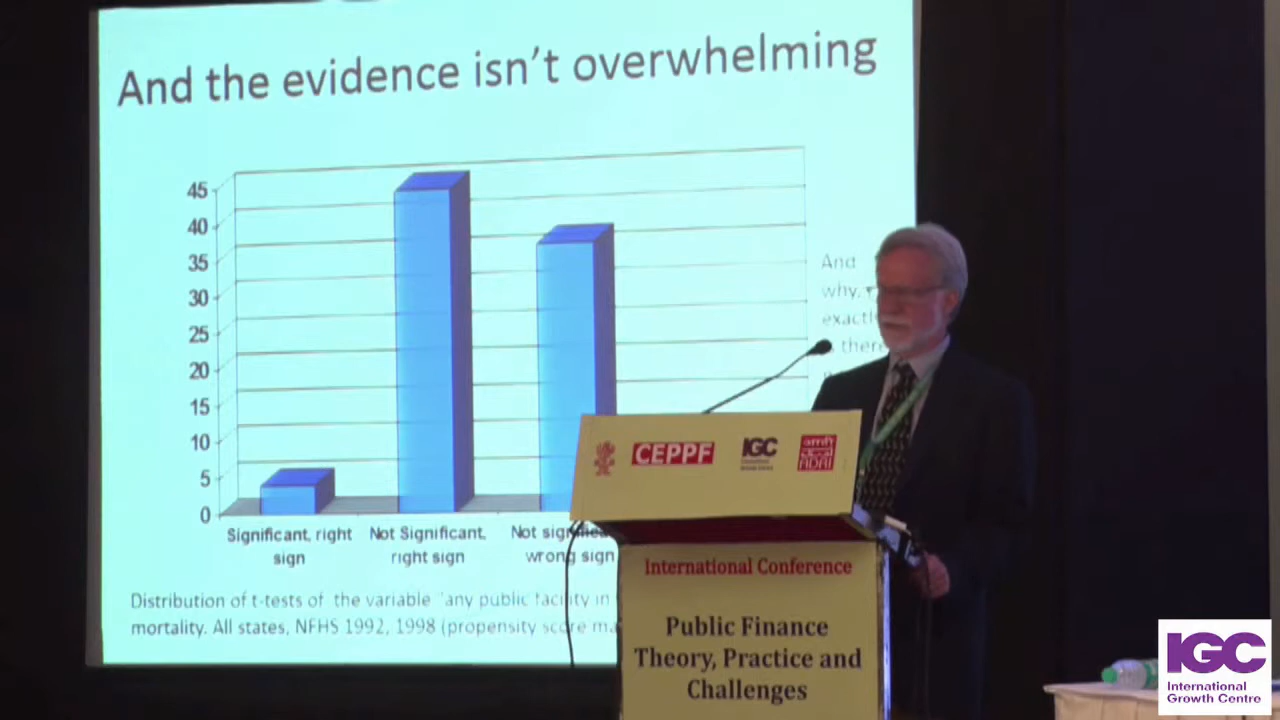 And the evidence isn't overwhelming
45
40
35
30
25
20
15
10
5
0
Significant, right
sign
Not Significant,
right sign
Not
wrong sign
And
why,
there
Distribution of t-tests of the variable "any public facility in
mortality. All states, NFHS 1992, 1998 (propensity score
CEPPF
IGC
International Conference
Public Finance
Theory, Practice and
Challenges
IGC
International
Growth Centre